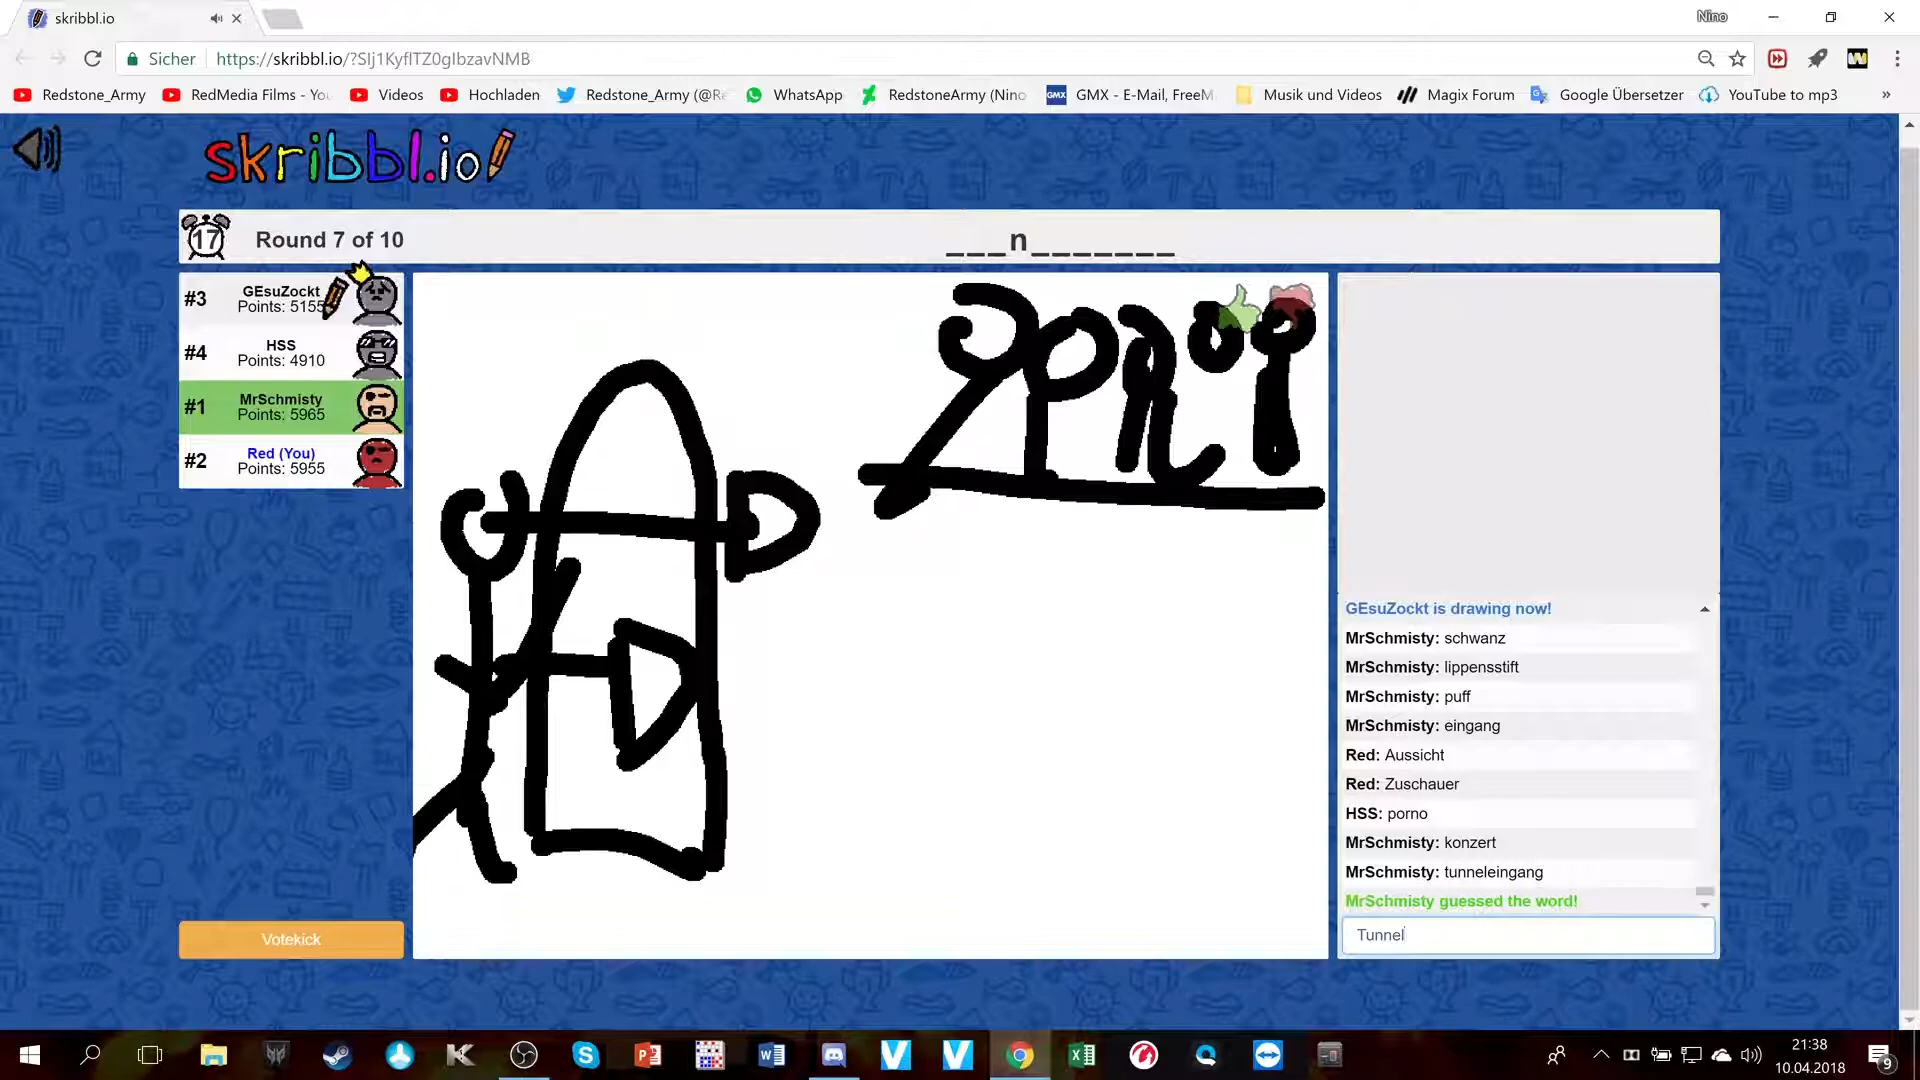 skribbl.io
Nino
Sicher https://skribbl.io/?SIj1KyflTZ0gIbzavNMB
Redstone_Army RedMedia Films - You Videos Hochladen Redstone_Army (@Re WhatsApp RedstoneArmy (Nino GMX - E-Mail, FreeM Musik und Videos Magix Forum Google Übersetzer YouTube to mp3 »
skribbl.io
17 Round 7 of 10 ___n_______
#3 GEsuZockt
Points: 5155
#4 HSS
Points: 4910
#1 MrSchmisty
Points: 5965
#2 Red (You)
Points: 5955
Votekick
GEsuZockt is drawing now!
MrSchmisty: schwanz
MrSchmisty: lippensstift
MrSchmisty: puff
MrSchmisty: eingang
Red: Aussicht
Red: Zuschauer
HSS: porno
MrSchmisty: konzert
MrSchmisty: tunneleingang
MrSchmisty guessed the word!
Tunnel
21:38
10.04.2018
9